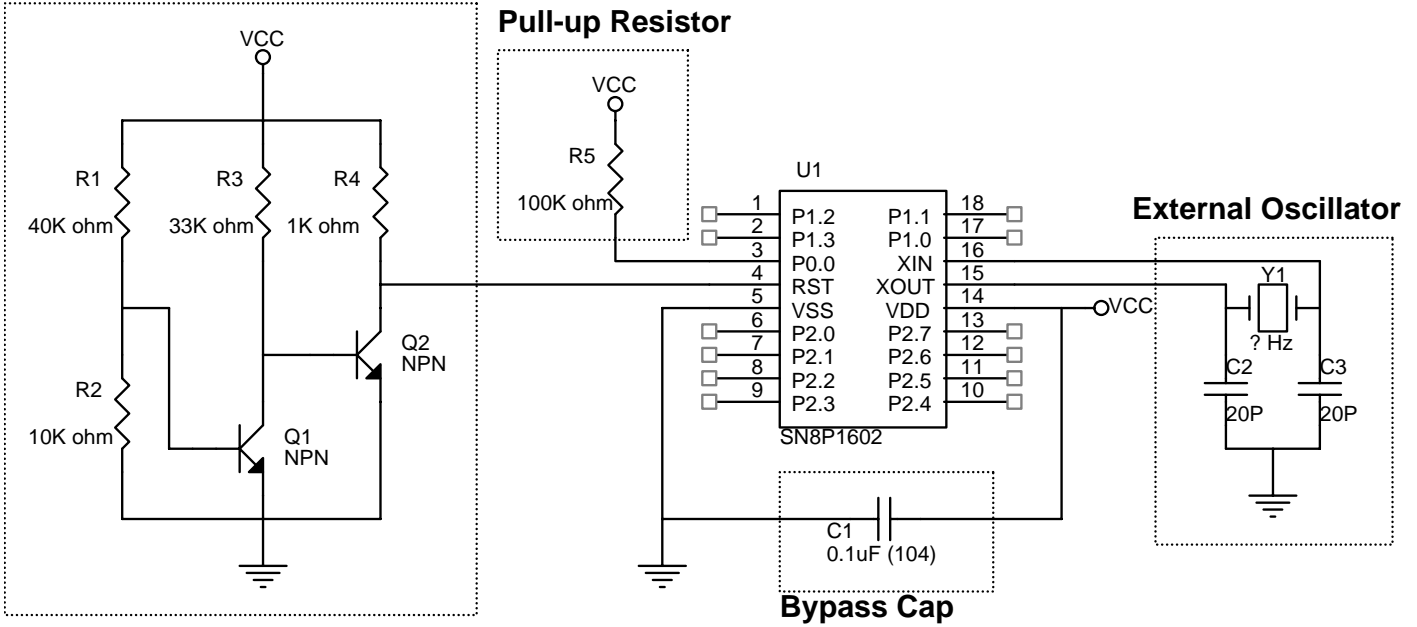 Pull-up Resistor
VCC
VCC
R1
40K ohm
R3
33K ohm
R4
1K ohm
R2
10K ohm
Q1
NPN
Q2
NPN
R5
100K ohm
U1
1 P1.2 P1.1 18
2 P1.3 P1.0 17
3 P0.0 XIN 16
4 RST XOUT 15
5 VSS VDD 14
6 P2.0 P2.7 13
7 P2.1 P2.6 12
8 P2.2 P2.5 11
9 P2.3 P2.4 10
SN8P1602
VCC
External Oscillator
Y1
? Hz
C2
20P
C3
20P
C1
0.1uF (104)
Bypass Cap